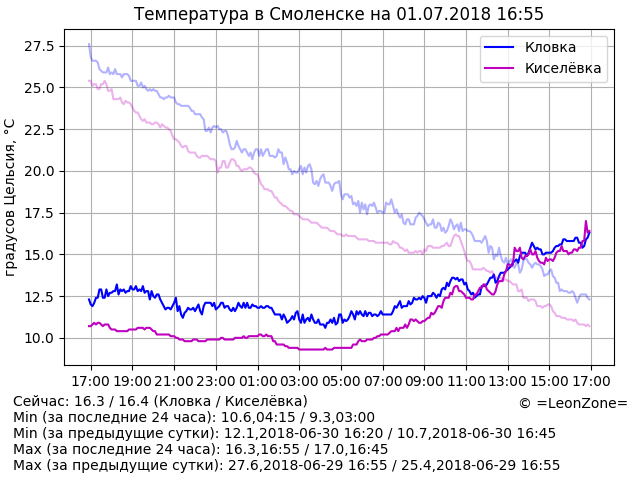 Температура в Смоленске на 01.07.2018 16:55
Кловка
Киселёвка
градусов Цельсия, °C
27.5
25.0
22.5
20.0
17.5
15.0
12.5
10.0
17:00 19:00 21:00 23:00 01:00 03:00 05:00 07:00 09:00 11:00 13:00 15:00 17:00
Сейчас: 16.3 / 16.4 (Кловка / Киселёвка)
© =LeonZone=
Min (за последние 24 часа): 10.6,04:15 / 9.3,03:00
Min (за предыдущие сутки): 12.1,2018-06-30 16:20 / 10.7,2018-06-30 16:45
Max (за последние 24 часа): 16.3,16:55 / 17.0,16:45
Max (за предыдущие сутки): 27.6,2018-06-29 16:55 / 25.4,2018-06-29 16:55